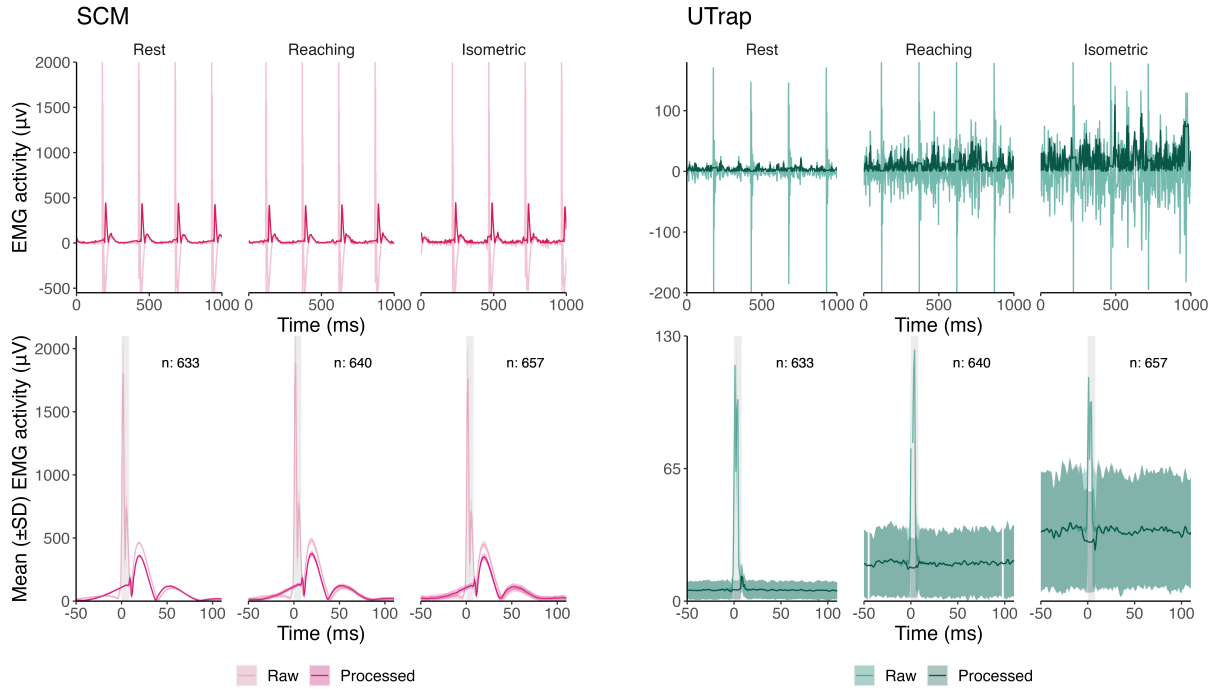 SCM
UTrap
Rest
Reaching
Isometric
Rest
Reaching
Isometric
EMG activity (μv)
2000
1500
1000
500
0
-500
100
0
-100
-200
0
500
1000
0
500
1000
0
500
1000
0
500
1000
0
500
1000
0
500
1000
Time (ms)
Time (ms)
Mean (±SD) EMG activity (μV)
2000
1500
1000
500
0
130
65
0
n: 633
n: 640
n: 657
n: 633
n: 640
n: 657
-50
0
50
100
-50
0
50
100
-50
0
50
100
-50
0
50
100
-50
0
50
100
-50
0
50
100
Time (ms)
Time (ms)
Raw
Processed
Raw
Processed